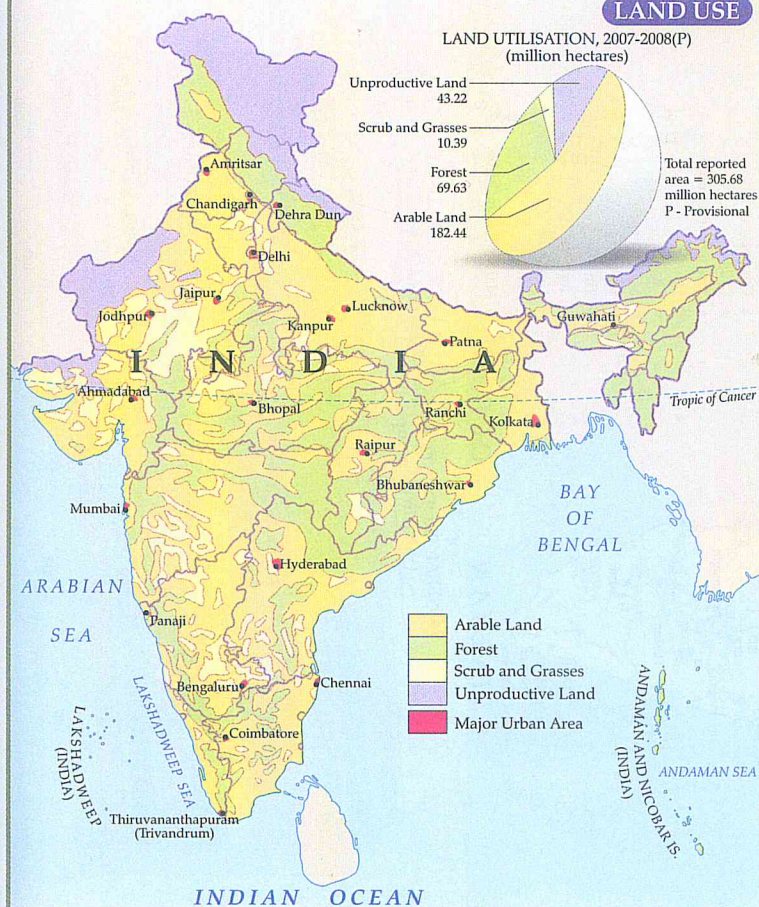 LAND USE
LAND UTILISATION, 2007-2008(P)
(million hectares)
Unproductive Land
43.22
Scrub and Grasses
10.39
Forest
69.63
Arable Land
182.44
Total reported
area = 305.68
million hectares
P - Provisional
Amritsar
Chandigarh
Dehra Dun
Delhi
Jaipur
Jodhpur
Lucknow
Kanpur
Guwahati
Patna
INDIA
Ahmadabad
Bhopal
Ranchi
Kolkata
Tropic of Cancer
Raipur
Bhubaneshwar
Mumbai
BAY
OF
BENGAL
Hyderabad
ARABIAN
SEA
Panaji
Arable Land
Forest
Scrub and Grasses
Unproductive Land
Major Urban Area
Bengaluru
Chennai
Coimbatore
LAKSHADWEEP
(INDIA)
LAKSHADWEEP SEA
ANDAMAN AND NICOBAR IS.
(INDIA)
ANDAMAN SEA
Thiruvananthapuram
(Trivandrum)
INDIAN OCEAN